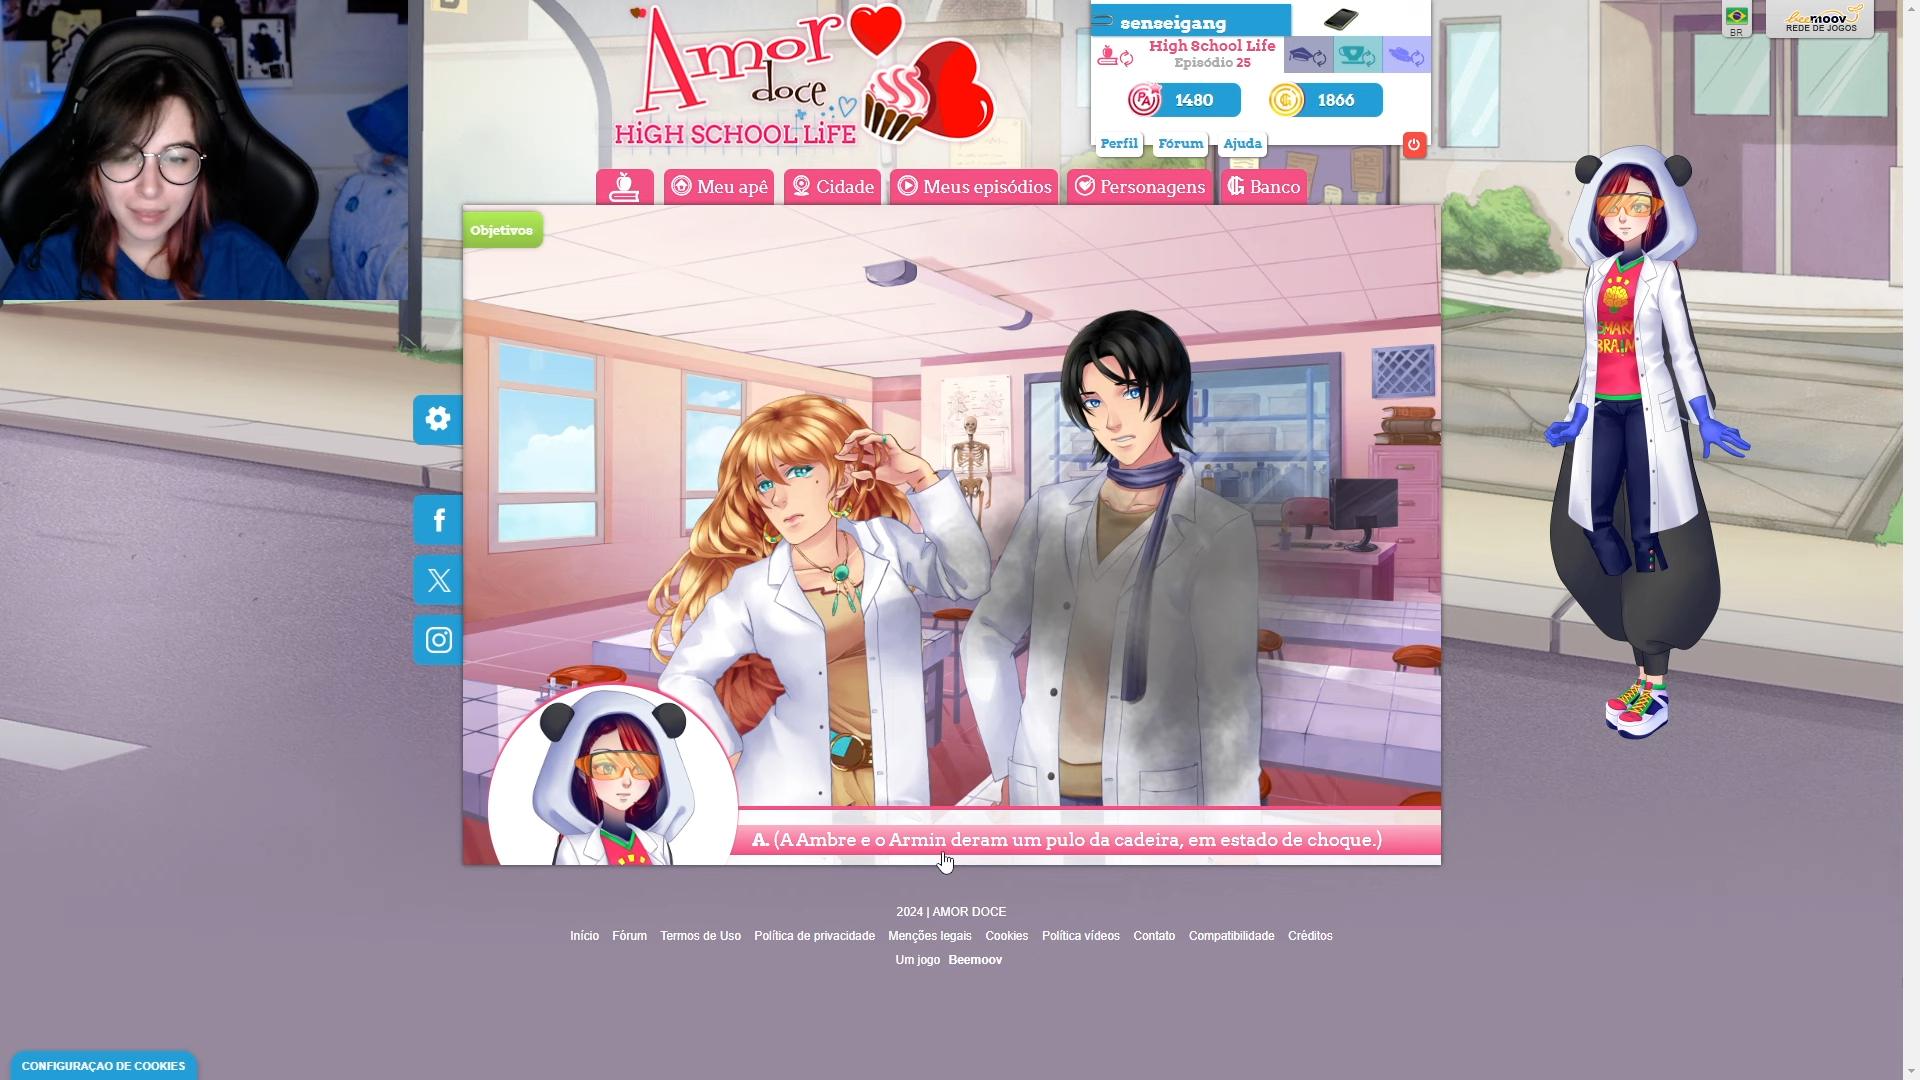 Amor
doce
HiGH SCHOOL LiFE
senseigang
High School Life
Episódio 25
1480
1866
Perfil
Fórum
Ajuda
BR
beemoov
REDE DE JOGOS
Meu apê
Cidade
Meus episódios
Personagens
Banco
Objetivos
SMARK
BRA!N
A. (A Ambre e o Armin deram um pulo da cadeira, em estado de choque.)
2024 | AMOR DOCE
Início
Fórum
Termos de Uso
Política de privacidade
Menções legais
Cookies
Política vídeos
Contato
Compatibilidade
Créditos
Um jogo Beemoov
CONFIGURAÇAO DE COOKIES